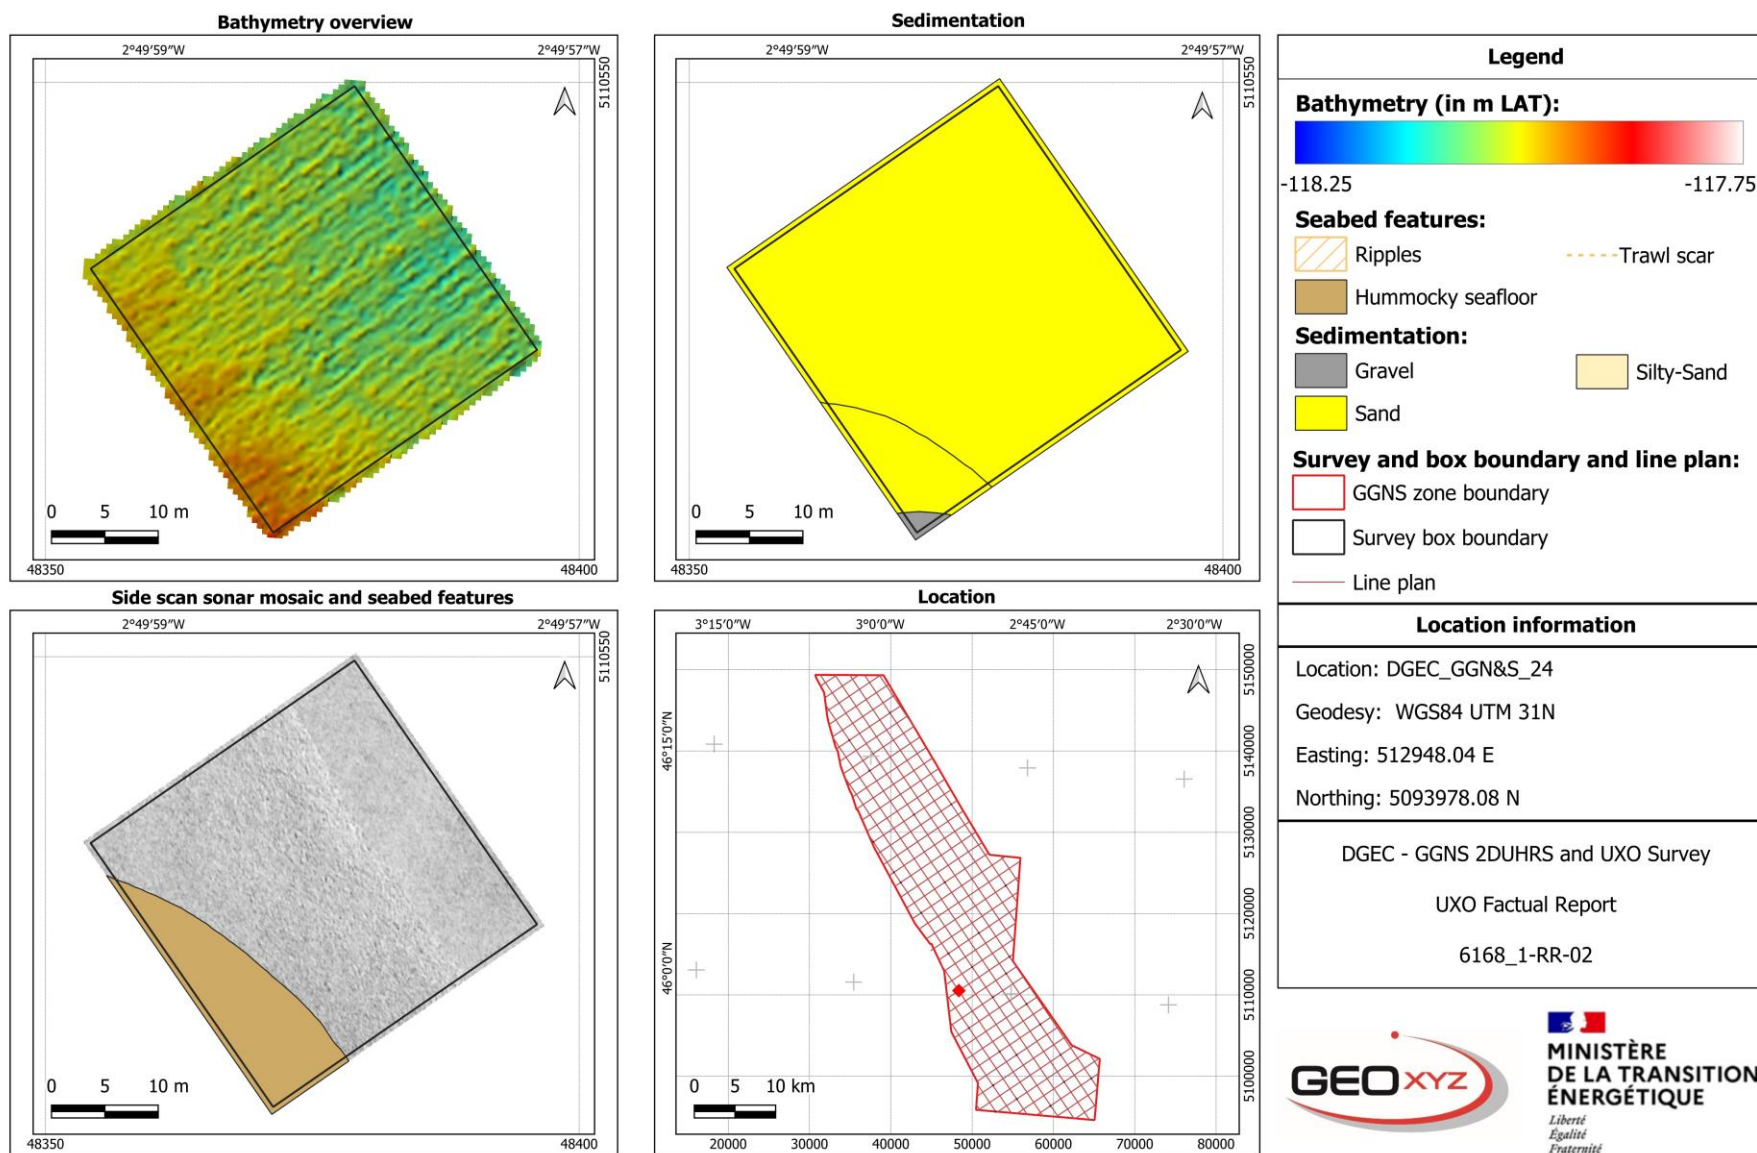 Bathymetry overview
2°49'59"W 2°49'57"W
5110550
0 5 10 m
48350 48400
Sedimentation
2°49'59"W 2°49'57"W
5110550
0 5 10 m
48350 48400
Side scan sonar mosaic and seabed features
2°49'59"W 2°49'57"W
5110550
0 5 10 m
48350 48400
Location
3°15'0"W 3°0'0"W 2°45'0"W 2°30'0"W
46°15'0"N
46°0'0"N
5150000
5140000
5130000
5120000
5110000
5100000
0 5 10 km
20000 30000 40000 50000 60000 70000 80000
Legend
Bathymetry (in m LAT):
-118.25 -117.75
Seabed features:
Ripples Trawl scar
Hummocky seafloor
Sedimentation:
Gravel Silty-Sand
Sand
Survey and box boundary and line plan:
GGNS zone boundary
Survey box boundary
Line plan
Location information
Location: DGEC_GGN&S_24
Geodesy: WGS84 UTM 31N
Easting: 512948.04 E
Northing: 5093978.08 N
DGEC - GGNS 2DUHRS and UXO Survey
UXO Factual Report
6168_1-RR-02
GEOXYZ
MINISTÈRE
DE LA TRANSITION
ÉNERGÉTIQUE
Liberté
Égalité
Fraternité